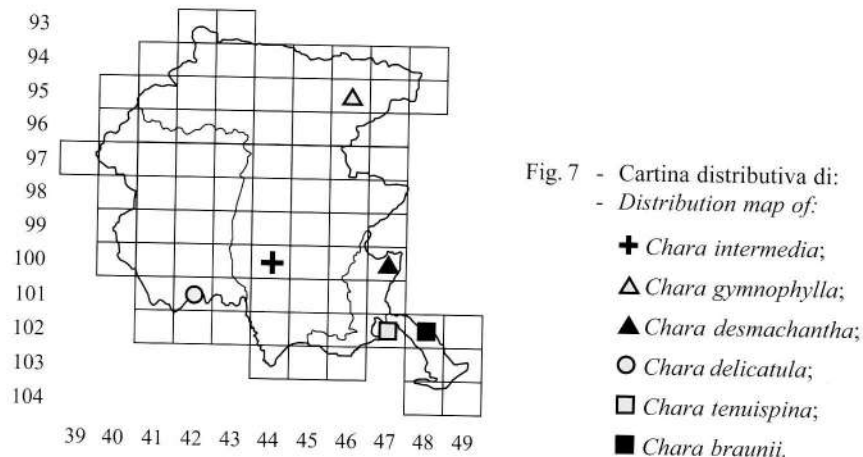 93
94
95
96
97
98
99
100
101
102
103
104
39 40 41 42 43 44 45 46 47 48 49
Fig. 7 - Cartina distributiva di:
- Distribution map of:
Chara intermedia;
Chara gymnophylla;
Chara desmachantha;
Chara delicatula;
Chara tenuispina;
Chara braunii.